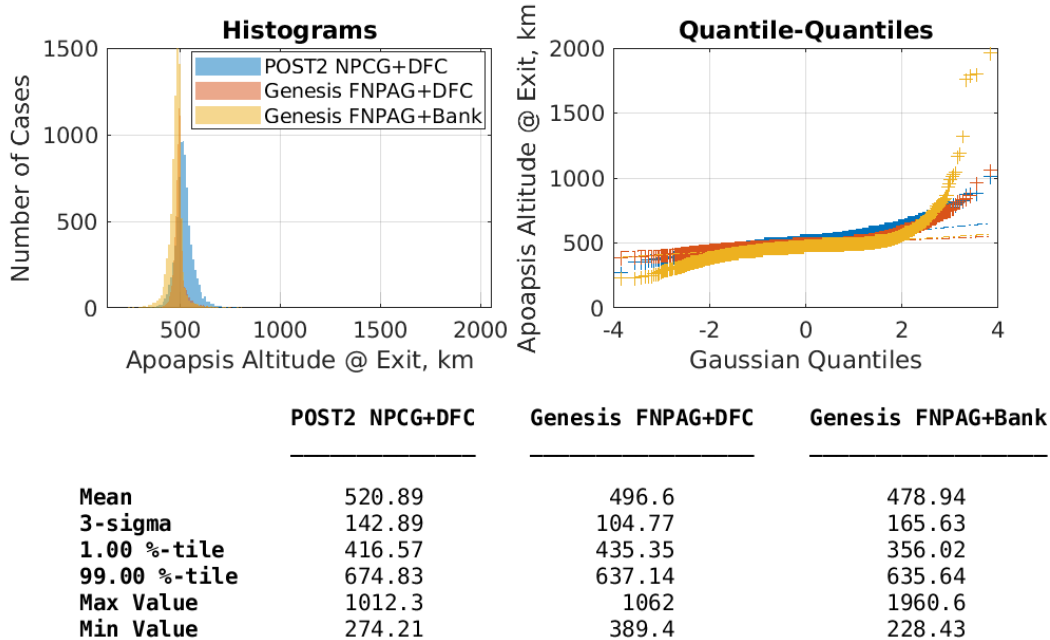 Histograms
Number of Cases
1500
1000
500
0
POST2 NPCG+DFC
Genesis FNPAG+DFC
Genesis FNPAG+Bank
500 1000 1500 2000
Apoapsis Altitude @ Exit, km
Quantile-Quantiles
Apoapsis Altitude @ Exit, km
2000
1500
1000
500
0
-4 -2 0 2 4
Gaussian Quantiles
POST2 NPCG+DFC Genesis FNPAG+DFC Genesis FNPAG+Bank
Mean 520.89 496.6 478.94
3-sigma 142.89 104.77 165.63
1.00 %-tile 416.57 435.35 356.02
99.00 %-tile 674.83 637.14 635.64
Max Value 1012.3 1062 1960.6
Min Value 274.21 389.4 228.43